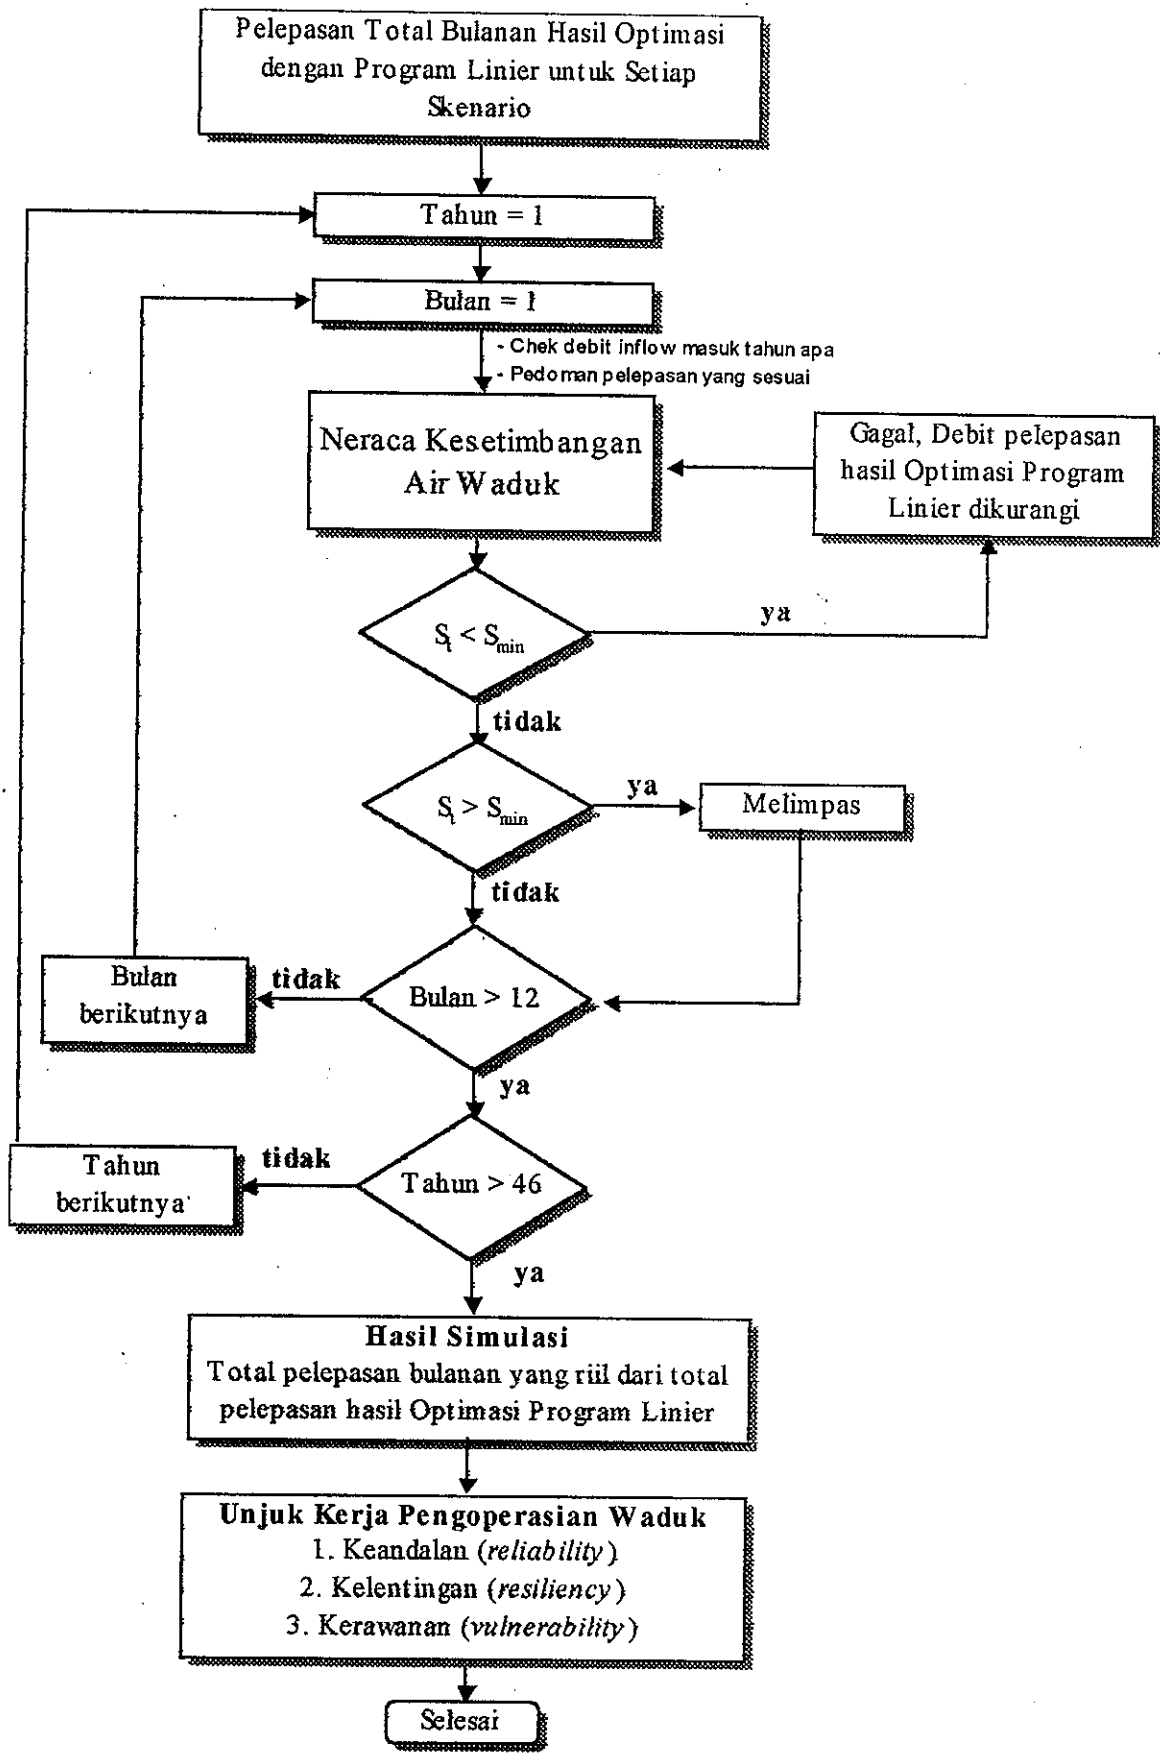 Pelepasan Total Bulanan Hasil Optimasi
dengan Program Linier untuk Setiap
Skenario
Tahun = 1
Bulan = 1
- Chek debit inflow masuk tahun apa
- Pedoman pelepasan yang sesuai
Neraca Kesetimbangan
Air Waduk
Gagal, Debit pelepasan
hasil Optimasi Program
Linier dikurangi
S_t < S_min
ya
tidak
S_t > S_min
ya
Melimpas
tidak
Bulan > 12
tidak
Bulan
berikutnya
ya
Tahun > 46
tidak
Tahun
berikutnya
ya
Hasil Simulasi
Total pelepasan bulanan yang riil dari total
pelepasan hasil Optimasi Program Linier
Unjuk Kerja Pengoperasian Waduk
1. Keandalan (reliability)
2. Kelentingan (resiliency)
3. Kerawanan (vulnerability)
Selesai